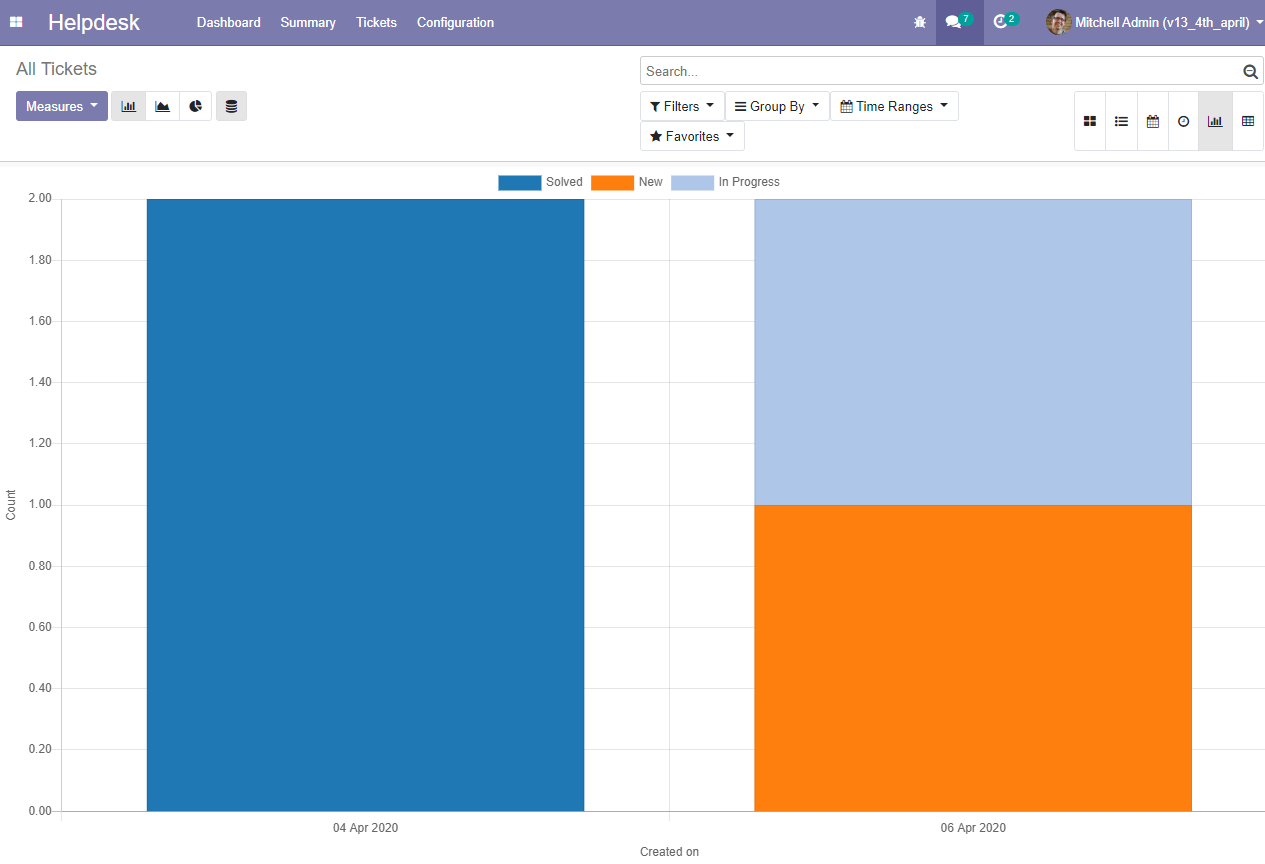 Helpdesk Dashboard Summary Tickets Configuration 7 2 Mitchell Admin (v13_4th_april)
All Tickets
Search...
Measures
Filters Group By Time Ranges
Favorites
Solved New In Progress
2.00
1.80
1.60
1.40
1.20
1.00
0.80
0.60
0.40
0.20
0.00
Count
04 Apr 2020 06 Apr 2020
Created on